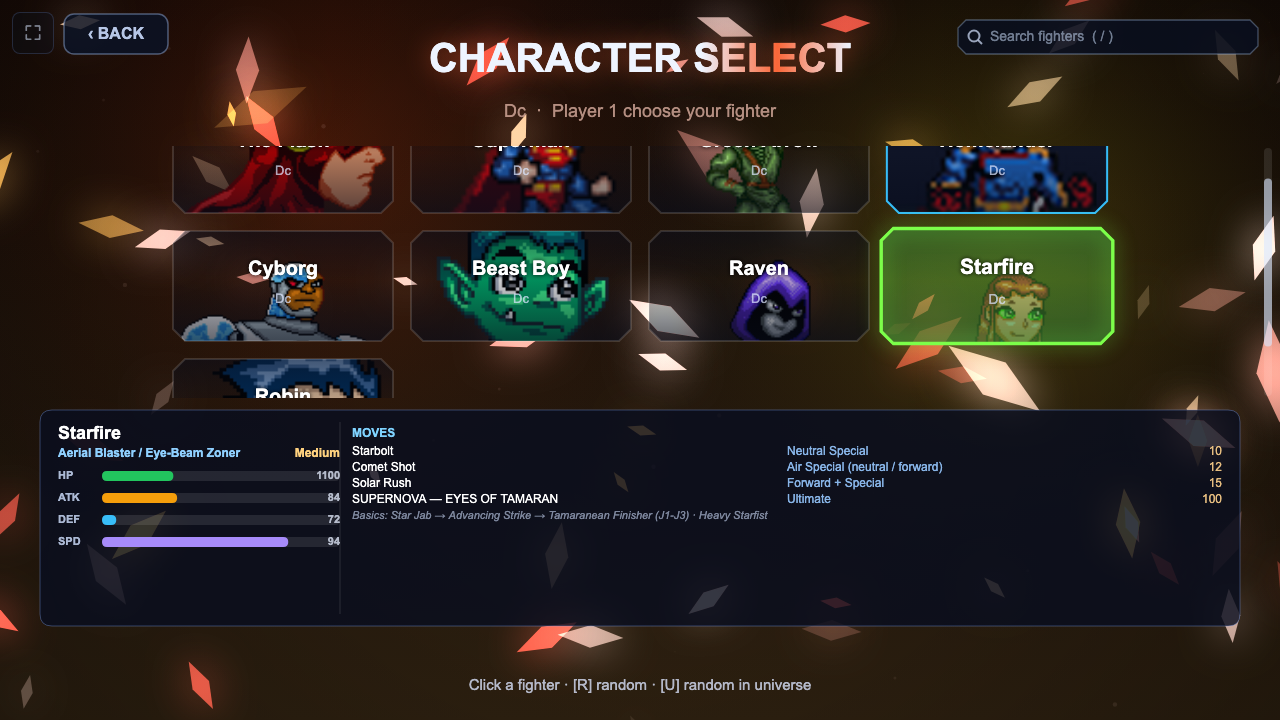 ‹ BACK
Search fighters ( / )
CHARACTER SELECT
Dc · Player 1 choose your fighter
Dc
Dc
Dc
Dc
Cyborg
Dc
Beast Boy
Dc
Raven
Dc
Starfire
Dc
Robin
Starfire
Aerial Blaster / Eye-Beam Zoner
Medium
HP
1100
ATK
84
DEF
72
SPD
94
MOVES
Starbolt
Neutral Special
10
Comet Shot
Air Special (neutral / forward)
12
Solar Rush
Forward + Special
15
SUPERNOVA — EYES OF TAMARAN
Ultimate
100
Basics: Star Jab → Advancing Strike → Tamaranean Finisher (J1-J3) · Heavy Starfist
Click a fighter · [R] random · [U] random in universe